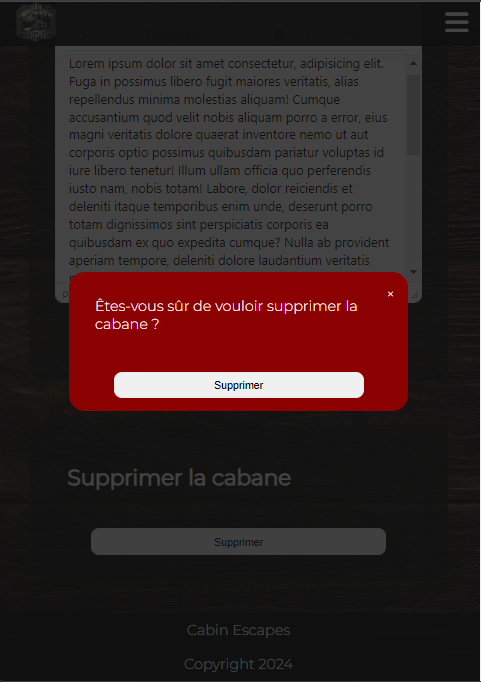 Lorem ipsum dolor sit amet consectetur, adipisicing elit.
Fuga in possimus libero fugit maiores veritatis, alias
repellendus minima molestias aliquam! Cumque
accusantium quod velit nobis aliquam porro a error, eius
magni veritatis dolore quaerat inventore nemo ut aut
corporis optio possimus quibusdam pariatur voluptas id
iure libero tenetur! Illum ullam officia quo perferendis
iusto nam, nobis totam! Labore, dolor reiciendis et
deleniti itaque temporibus enim unde, deserunt porro
totam dignissimos sint perspiciatis corporis ea
quibusdam ex quo expedita cumque? Nulla ab provident
aperiam tempore, deleniti dolore laudantium veritatis
×
Êtes-vous sûr de vouloir supprimer la
cabane ?
Supprimer
Supprimer la cabane
Supprimer
Cabin Escapes
Copyright 2024